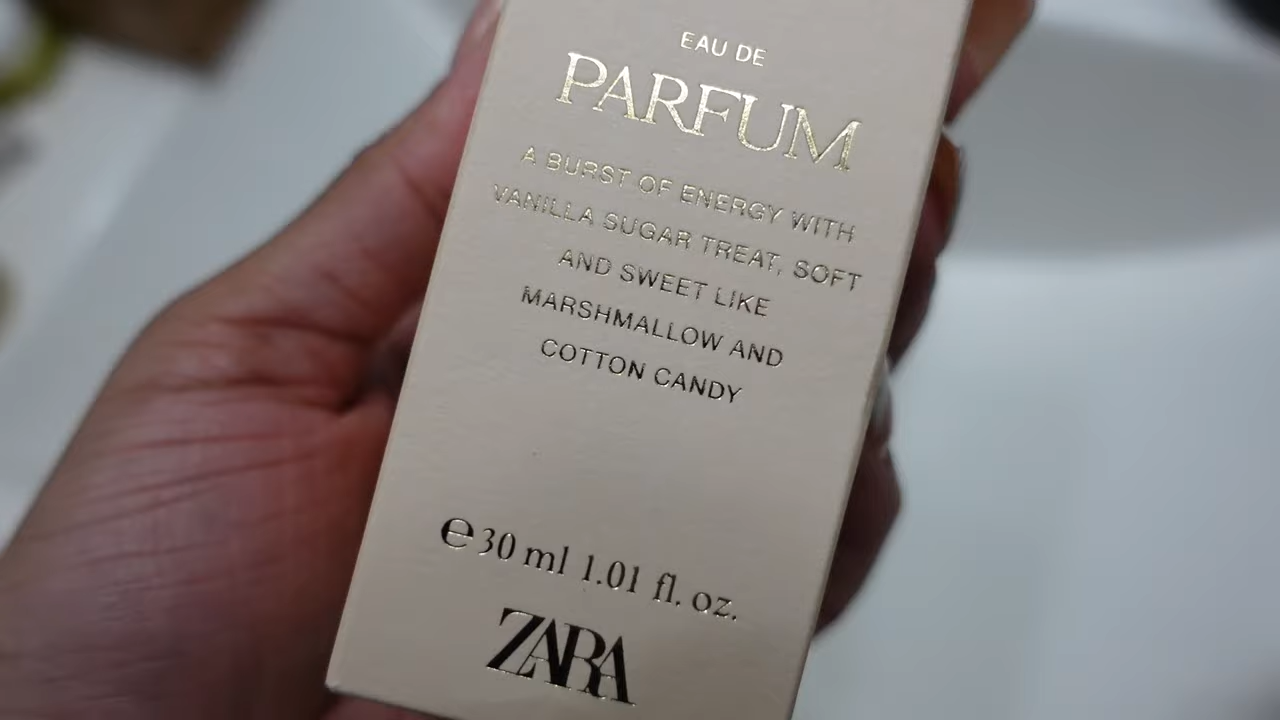 EAU DE
PARFUM
A BURST OF ENERGY WITH
VANILLA SUGAR TREAT, SOFT
AND SWEET LIKE
MARSHMALLOW AND
COTTON CANDY
℮ 30 ml 1.01 fl. oz.
ZARA